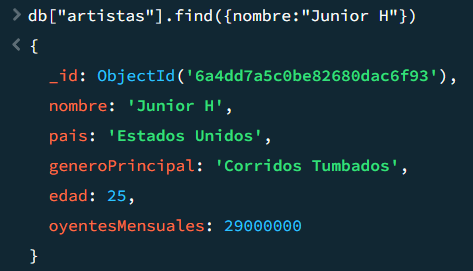 > db["artistas"].find({nombre:"Junior H"})
< {
_id: ObjectId('6a4dd7a5c0be82680dac6f93'),
nombre: 'Junior H',
pais: 'Estados Unidos',
generoPrincipal: 'Corridos Tumbados',
edad: 25,
oyentesMensuales: 29000000
}